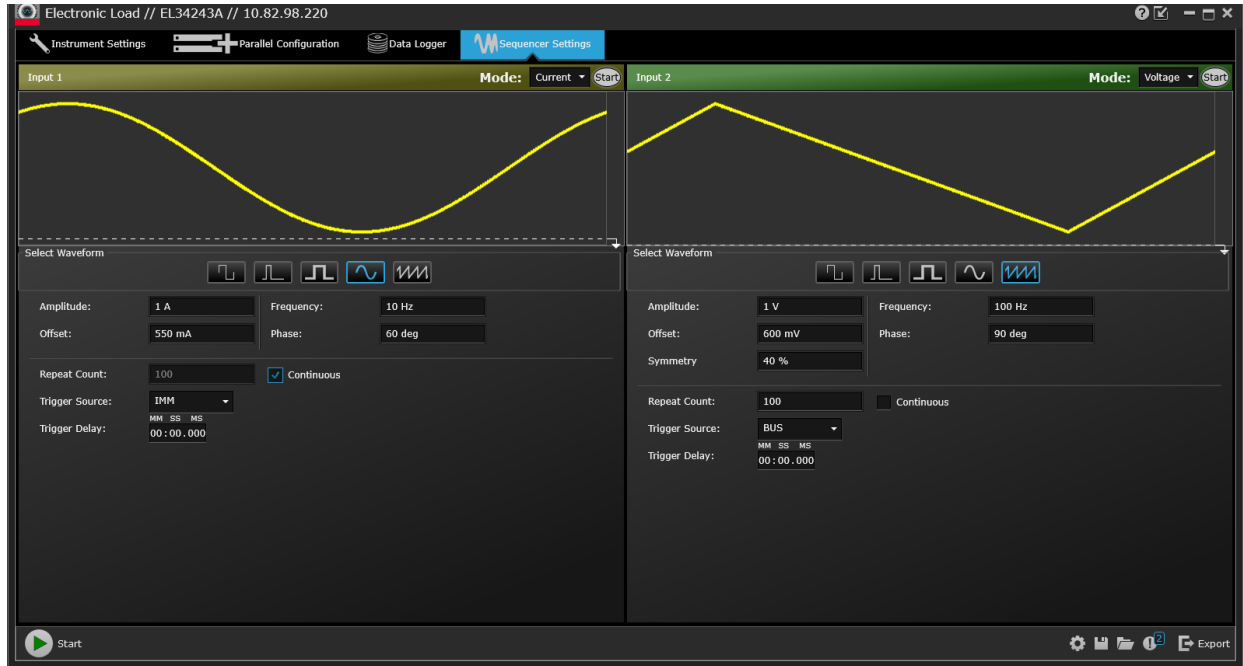 Electronic Load // EL34243A // 10.82.98.220
Instrument Settings Parallel Configuration Data Logger Sequencer Settings
Input 1 Mode: Current Start
Select Waveform
Amplitude: 1 A Frequency: 10 Hz
Offset: 550 mA Phase: 60 deg
Repeat Count: 100 Continuous
Trigger Source: IMM
MM SS MS
Trigger Delay: 00:00.000
Input 2 Mode: Voltage Start
Select Waveform
Amplitude: 1 V Frequency: 100 Hz
Offset: 600 mV Phase: 90 deg
Symmetry 40 %
Repeat Count: 100 Continuous
Trigger Source: BUS
MM SS MS
Trigger Delay: 00:00.000
Start 2 Export